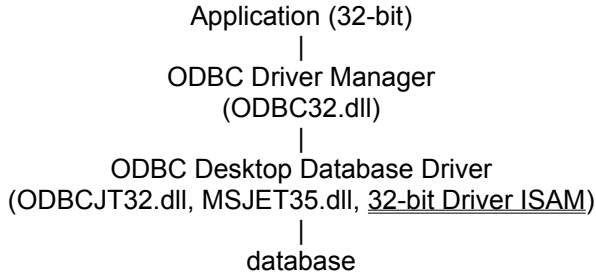 Application (32-bit)
|
ODBC Driver Manager
(ODBC32.dll)
|
ODBC Desktop Database Driver
(ODBCJT32.dll, MSJET35.dll, 32-bit Driver ISAM)
|
database